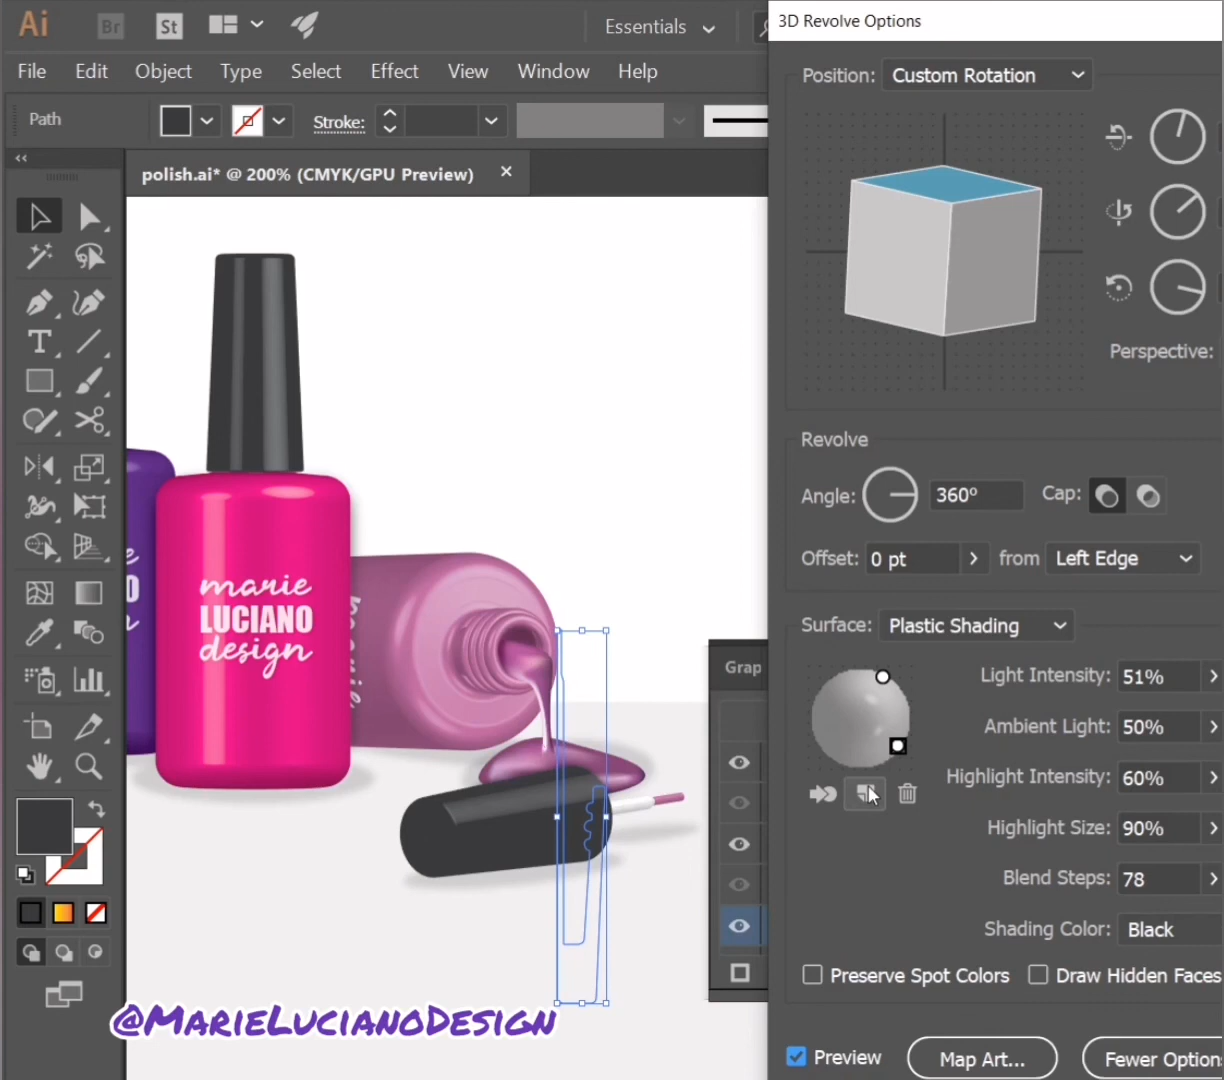 Ai
Br
St
Essentials
3D Revolve Options
File Edit Object Type Select Effect View Window Help
Position: Custom Rotation
Path
Stroke:
polish.ai* @ 200% (CMYK/GPU Preview) ×
Perspective:
Revolve
Angle: 360° Cap:
Offset: 0 pt from Left Edge
marie
LUCIANO
design
Surface: Plastic Shading
Grap
Light Intensity: 51%
Ambient Light: 50%
Highlight Intensity: 60%
Highlight Size: 90%
Blend Steps: 78
Shading Color: Black
Preserve Spot Colors Draw Hidden Faces
@MarieLucianoDesign
Preview Map Art... Fewer Option